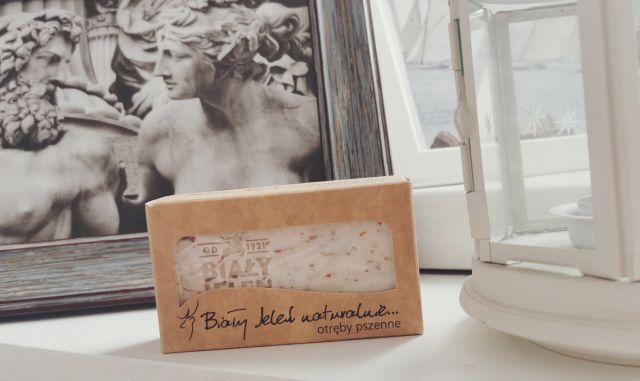 OD 1921
BIAŁY
JELEŃ
Biały Jeleń naturalnie...
otręby pszenne